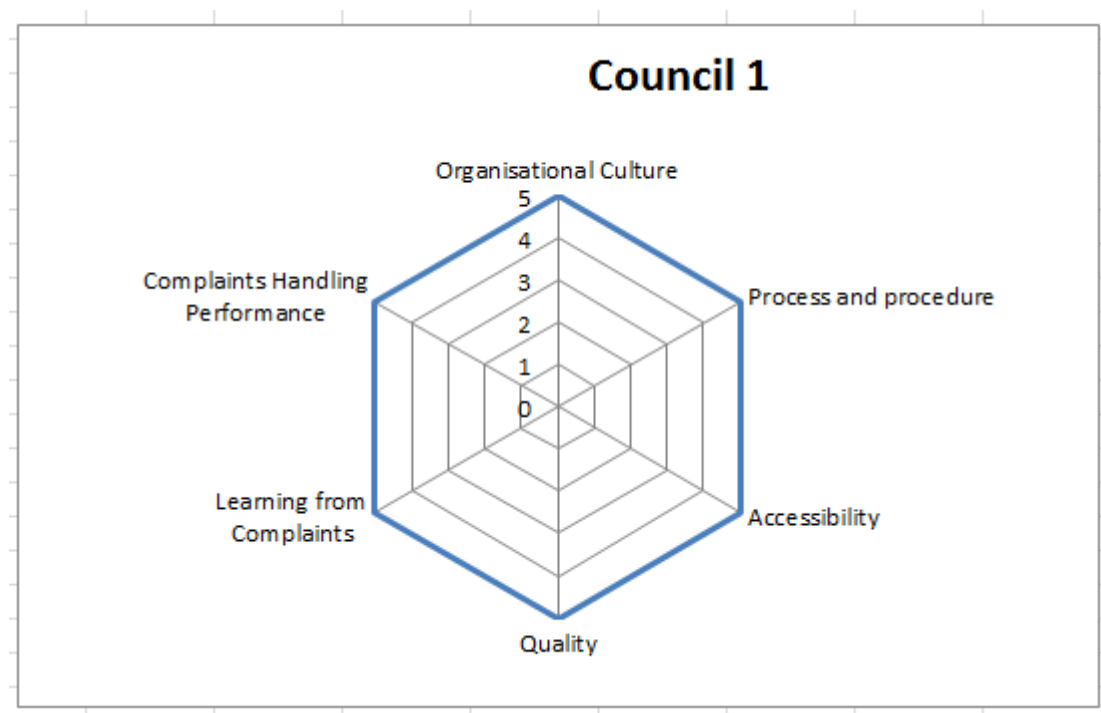 Council 1
Organisational Culture
5
4
3
2
1
0
Complaints Handling
Performance
Process and procedure
Learning from
Complaints
Accessibility
Quality